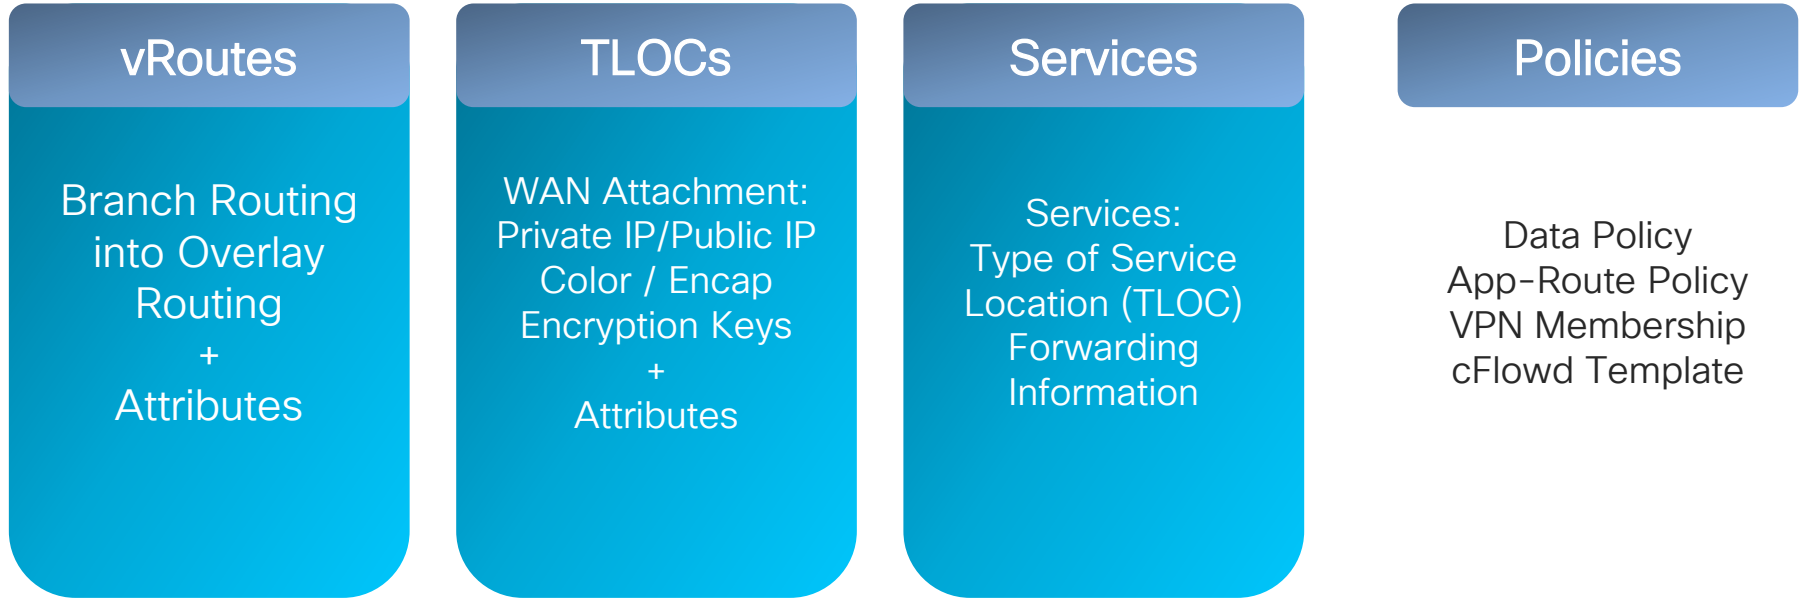 vRoutes
Branch Routing
into Overlay
Routing
+
Attributes
TLOCs
WAN Attachment:
Private IP/Public IP
Color / Encap
Encryption Keys
+
Attributes
Services
Services:
Type of Service
Location (TLOC)
Forwarding
Information
Policies
Data Policy
App-Route Policy
VPN Membership
cFlowd Template